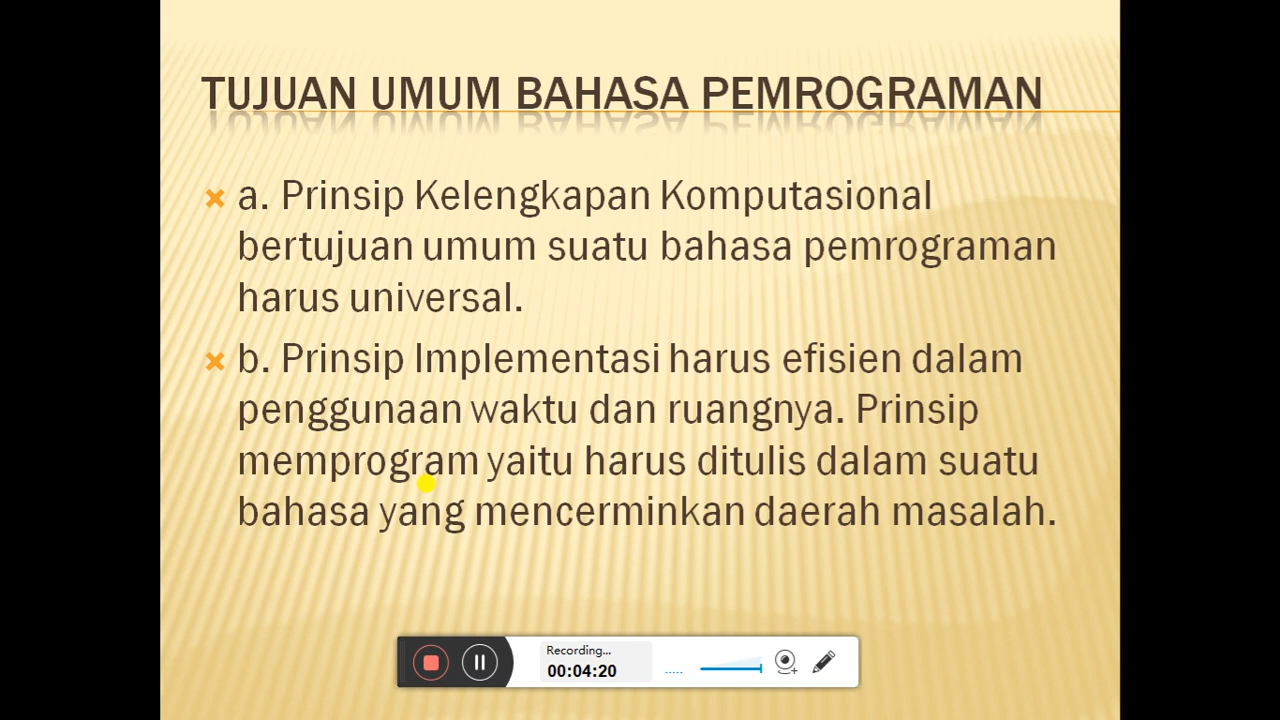 TUJUAN UMUM BAHASA PEMROGRAMAN
a. Prinsip Kelengkapan Komputasional
bertujuan umum suatu bahasa pemrograman
harus universal.
b. Prinsip Implementasi harus efisien dalam
penggunaan waktu dan ruangnya. Prinsip
memprogram yaitu harus ditulis dalam suatu
bahasa yang mencerminkan daerah masalah.
Recording...
00:04:20